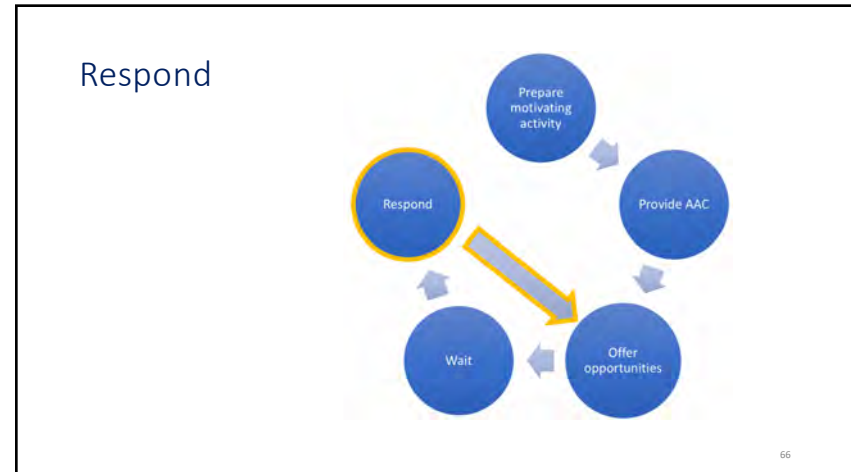 Respond
Prepare
motivating
activity
Provide AAC
Offer
opportunities
Wait
Respond
66